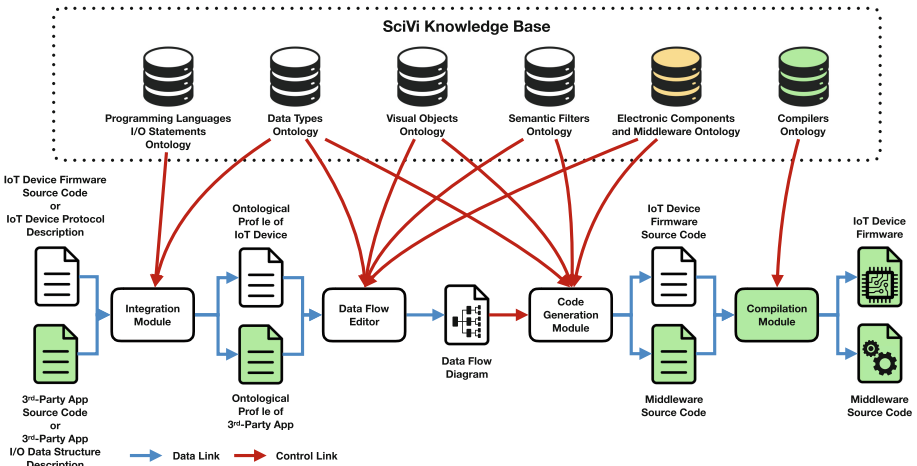 SciVi Knowledge Base
Programming Languages
I/O Statements
Ontology
Data Types
Ontology
Visual Objects
Ontology
Semantic Filters
Ontology
Electronic Components
and Middleware Ontology
Compilers
Ontology
IoT Device Firmware
Source Code
or
IoT Device Protocol
Description
Ontological
Prof le of
IoT Device
IoT Device
Firmware
Source Code
IoT Device
Firmware
Integration
Module
Data Flow
Editor
Code
Generation
Module
Compilation
Module
Data Flow
Diagram
3rd-Party App
Source Code
or
3rd-Party App
I/O Data Structure
Description
Ontological
Prof le of
3rd-Party App
Middleware
Source Code
Middleware
Source Code
Data Link
Control Link